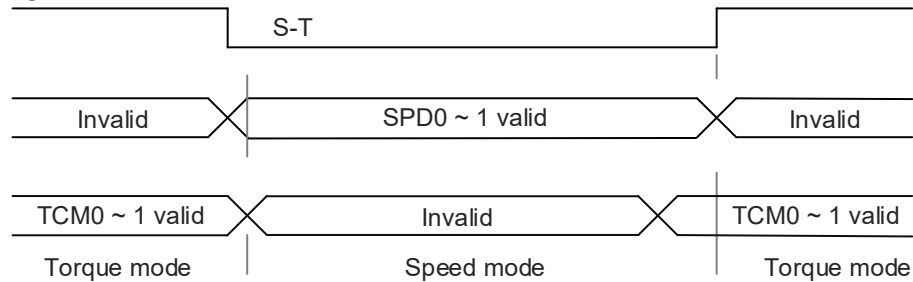 S-T
Invalid SPD0 ~ 1 valid Invalid
TCM0 ~ 1 valid Invalid TCM0 ~ 1 valid
Torque mode Speed mode Torque mode